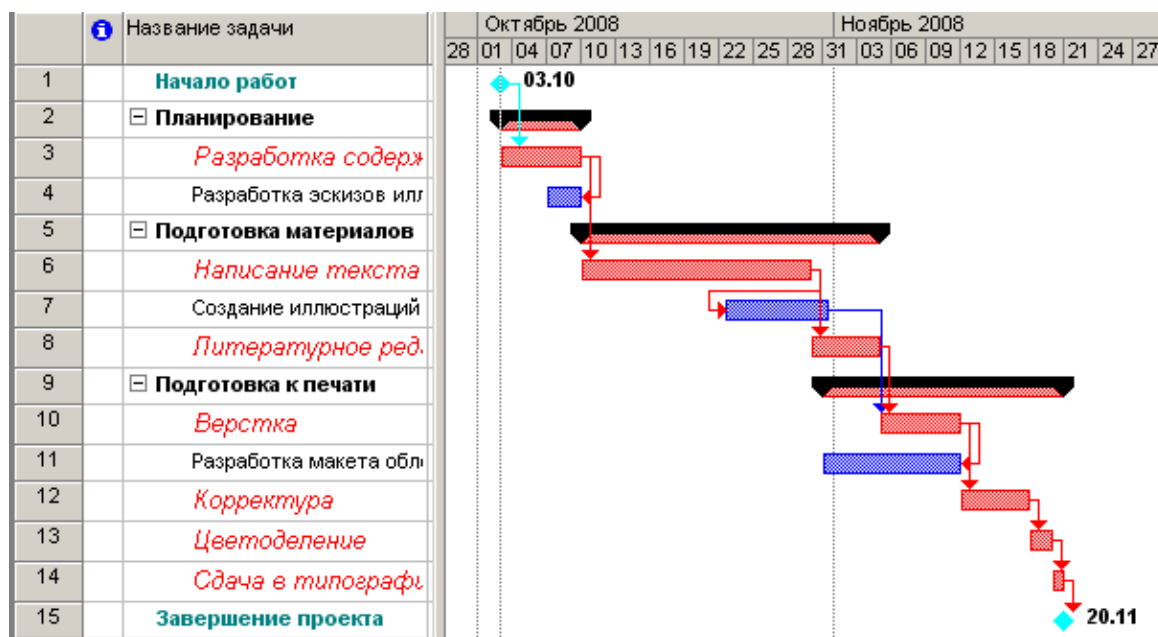 Название задачи
Октябрь 2008
Ноябрь 2008
28 01 04 07 10 13 16 19 22 25 28 31 03 06 09 12 15 18 21 24 27
1 Начало работ 03.10
2 Планирование
3 Разработка содерж
4 Разработка эскизов илл
5 Подготовка материалов
6 Написание текста
7 Создание иллюстраций
8 Литературное ред
9 Подготовка к печати
10 Верстка
11 Разработка макета обл
12 Корректура
13 Цветоделение
14 Сдача в типографи
15 Завершение проекта 20.11